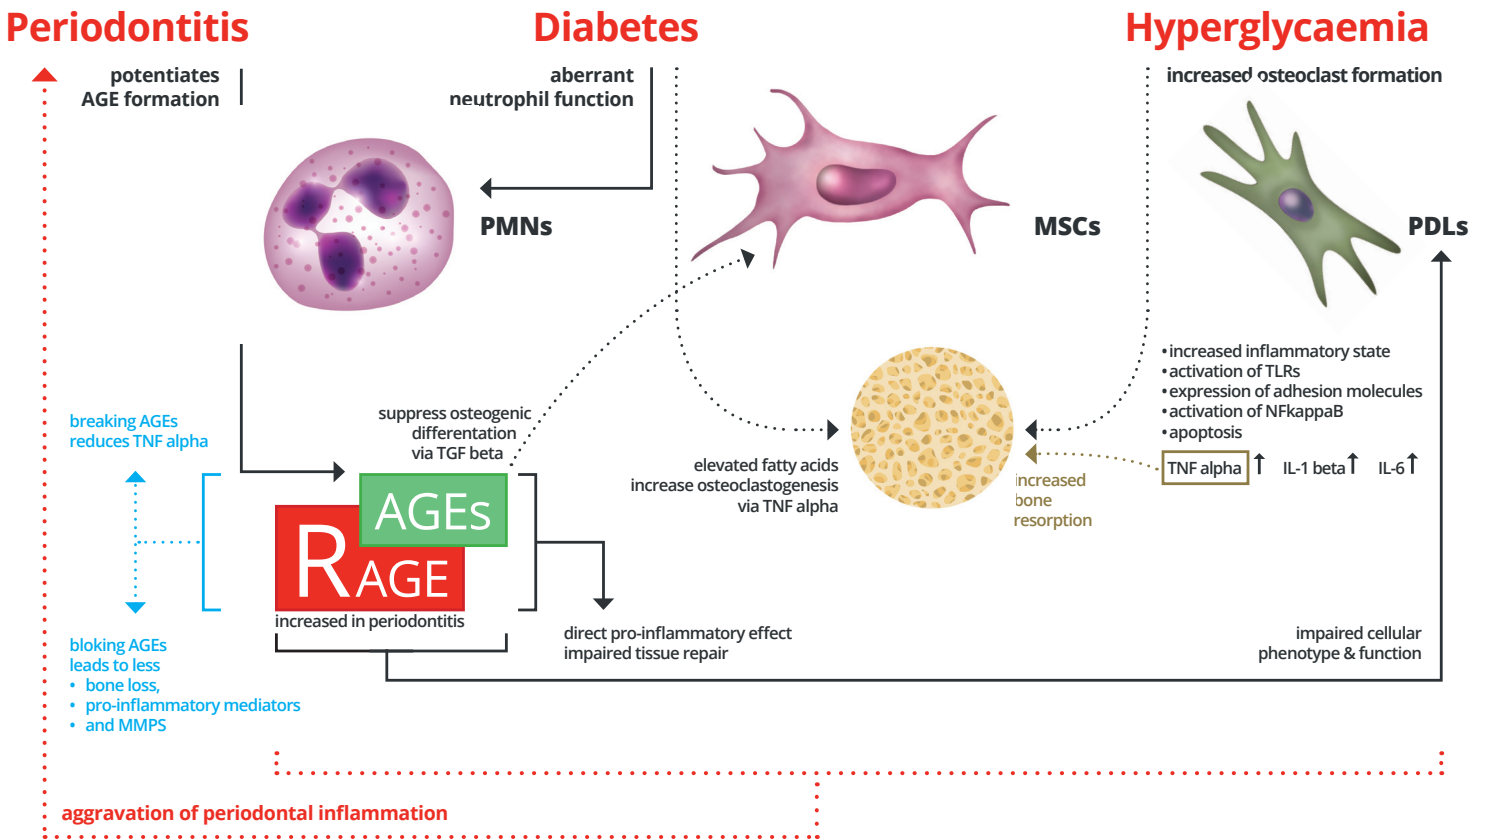 Periodontitis
Diabetes
Hyperglycaemia
potentiates
AGE formation
aberrant
neutrophil function
increased osteoclast formation
PMNs
MSCs
PDLs
breaking AGEs
reduces TNF alpha
suppress osteogenic
differentation
via TGF beta
elevated fatty acids
increase osteoclastogenesis
via TNF alpha
increased
bone
resorption
•increased inflammatory state
•activation of TLRs
•expression of adhesion molecules
•activation of NFkappaB
•apoptosis
TNF alpha ↑ IL-1 beta↑ IL-6↑
AGEs
RAGE
increased in periodontitis
direct pro-inflammatory effect
impaired tissue repair
impaired cellular
phenotype & function
bloking AGEs
leads to less
• bone loss,
• pro-inflammatory mediators
• and MMPS
aggravation of periodontal inflammation